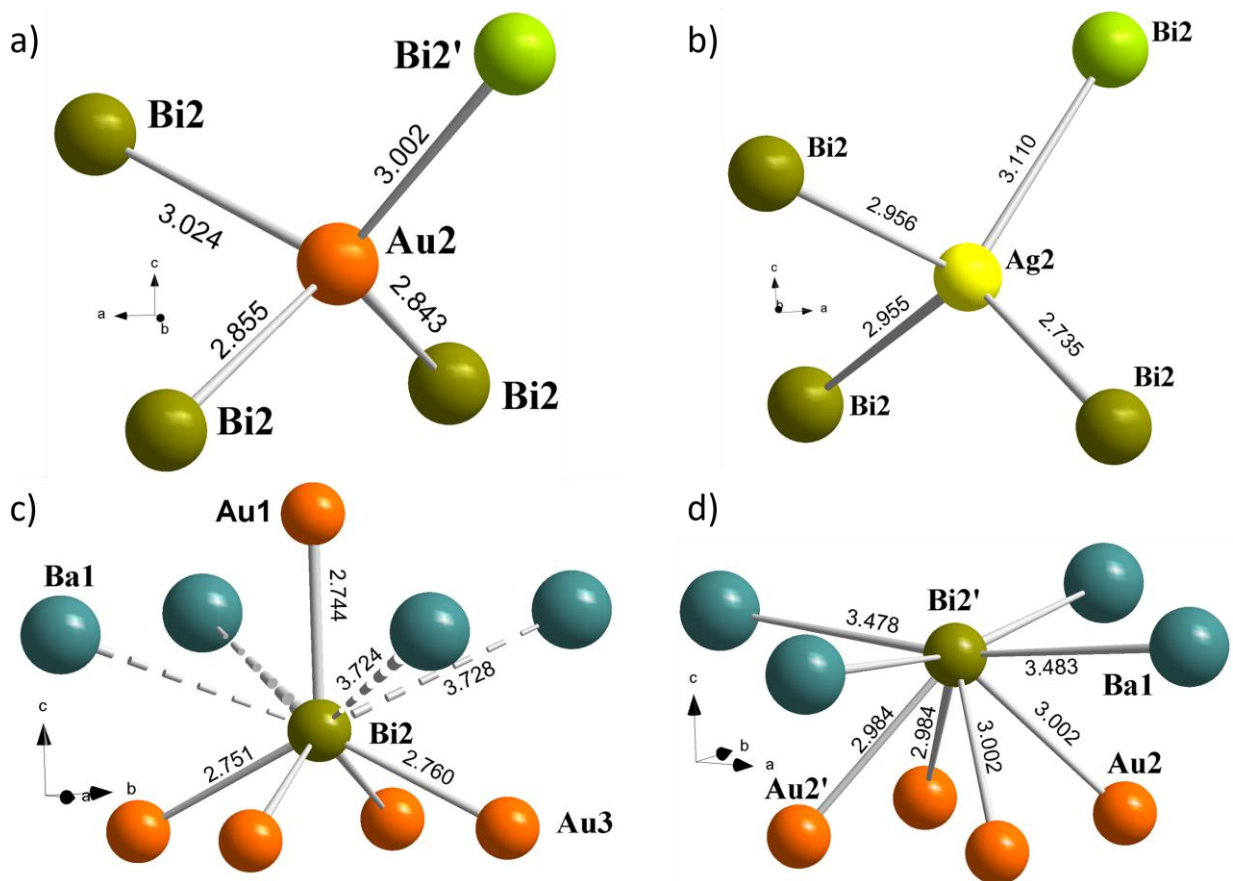 a)
Bi2'
Bi2
3.002
3.024
Au2
c
a
b
2.855
2.843
Bi2
Bi2
b)
Bi2
Bi2
3.110
2.956
Ag2
c
b
a
2.955
2.735
Bi2
Bi2
c)
Au1
Ba1
2.744
3.724
3.728
c
Bi2
2.751
2.760
a
b
Au3
d)
Bi2'
3.478
3.483
Ba1
c
b
a
2.984
2.984
3.002
3.002
Au2'
Au2